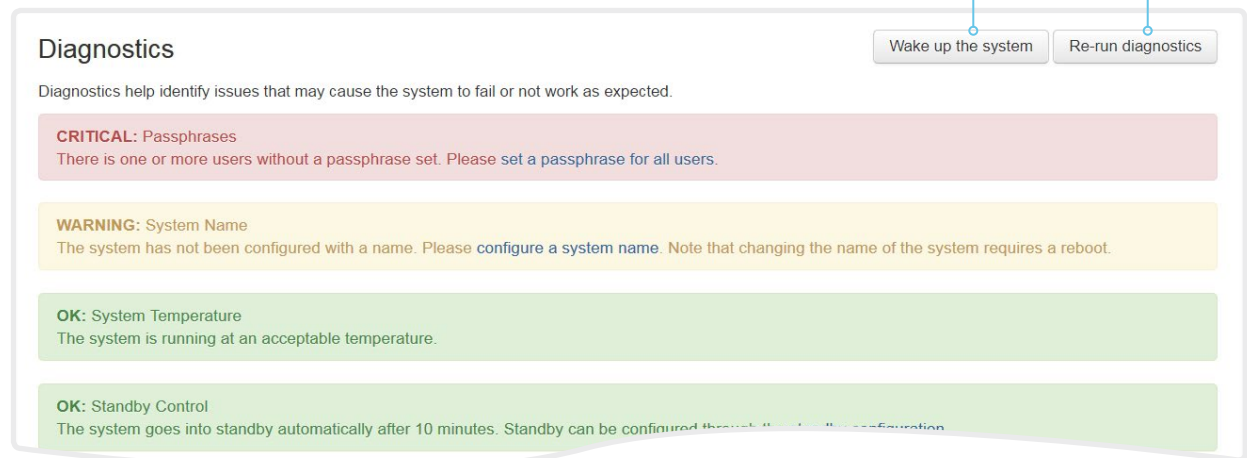 Diagnostics
Wake up the system
Re-run diagnostics
Diagnostics help identify issues that may cause the system to fail or not work as expected.
CRITICAL: Passphrases
There is one or more users without a passphrase set. Please set a passphrase for all users.
WARNING: System Name
The system has not been configured with a name. Please configure a system name. Note that changing the name of the system requires a reboot.
OK: System Temperature
The system is running at an acceptable temperature.
OK: Standby Control
The system goes into standby automatically after 10 minutes. Standby can be configured through the standby configuration